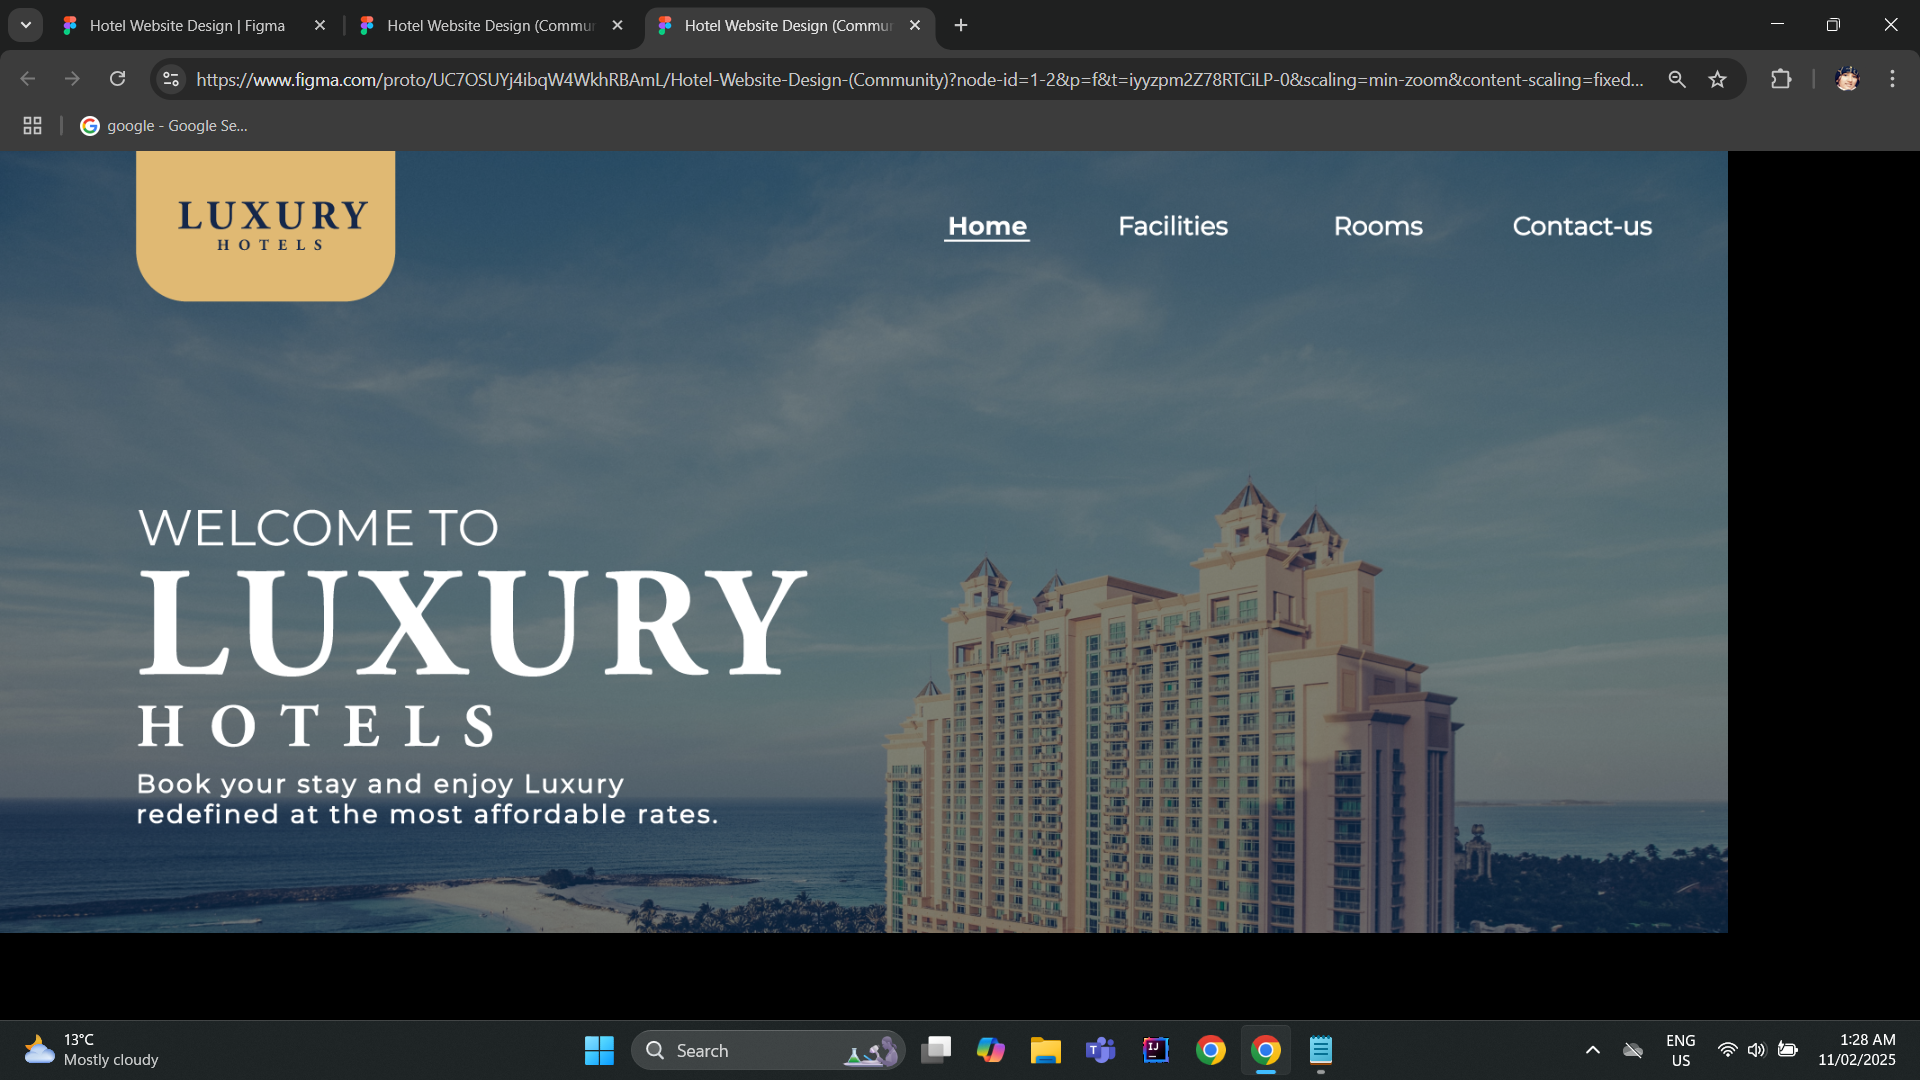 Hotel Website Design | Figma
Hotel Website Design (Commu
Hotel Website Design (Commu
https://www.figma.com/proto/UC7OSUYj4ibqW4WkhRBAmL/Hotel-Website-Design-(Community)?node-id=1-2&p=f&t=iyyzpm2Z78RTCiLP-0&scaling=min-zoom&content-scaling=fixed...
google - Google Se...
LUXURY
HOTELS
Home
Facilities
Rooms
Contact-us
WELCOME TO
LUXURY
HOTELS
Book your stay and enjoy Luxury
redefined at the most affordable rates.
13°C
Mostly cloudy
Search
ENG
US
1:28 AM
11/02/2025